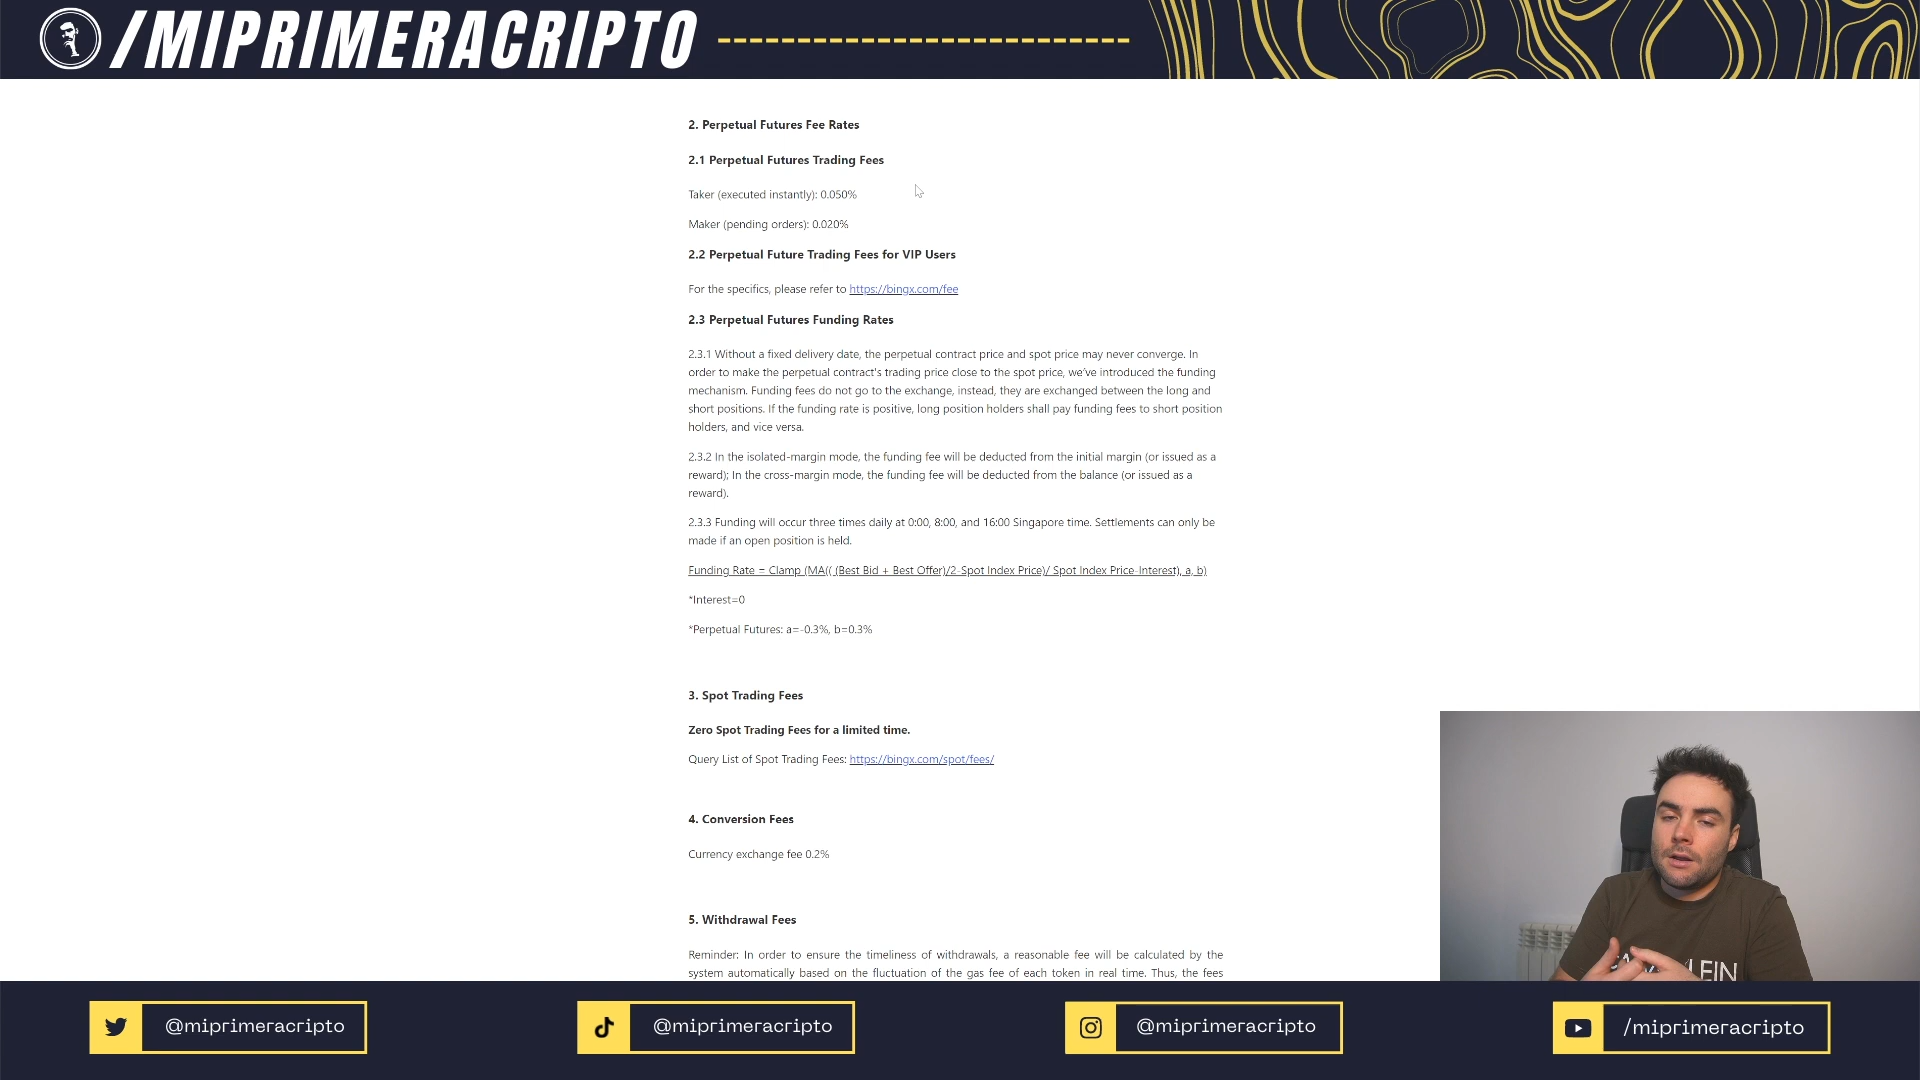 /MIPRIMERACRIPTO
2. Perpetual Futures Fee Rates
2.1 Perpetual Futures Trading Fees
Taker (executed instantly): 0.050%
Maker (pending orders): 0.020%
2.2 Perpetual Future Trading Fees for VIP Users
For the specifics, please refer to https://bingx.com/fee
2.3 Perpetual Futures Funding Rates
2.3.1 Without a fixed delivery date, the perpetual contract price and spot price may never converge. In
order to make the perpetual contract's trading price close to the spot price, we've introduced the funding
mechanism. Funding fees do not go to the exchange, instead, they are exchanged between the long and
short positions. If the funding rate is positive, long position holders shall pay funding fees to short position
holders, and vice versa.
2.3.2 In the isolated-margin mode, the funding fee will be deducted from the initial margin (or issued as a
reward); In the cross-margin mode, the funding fee will be deducted from the balance (or issued as a
reward).
2.3.3 Funding will occur three times daily at 0:00, 8:00, and 16:00 Singapore time. Settlements can only be
made if an open position is held.
Funding Rate = Clamp (MA(( (Best Bid + Best Offer)/2-Spot Index Price)/ Spot Index Price-Interest), a, b)
*Interest=0
*Perpetual Futures: a=-0.3%, b=0.3%
3. Spot Trading Fees
Zero Spot Trading Fees for a limited time.
Query List of Spot Trading Fees: https://bingx.com/spot/fees/
4. Conversion Fees
Currency exchange fee 0.2%
5. Withdrawal Fees
Reminder: In order to ensure the timeliness of withdrawals, a reasonable fee will be calculated by the
system automatically based on the fluctuation of the gas fee of each token in real time. Thus, the fees
@miprimeracripto
@miprimeracripto
@miprimeracripto
/miprimeracripto